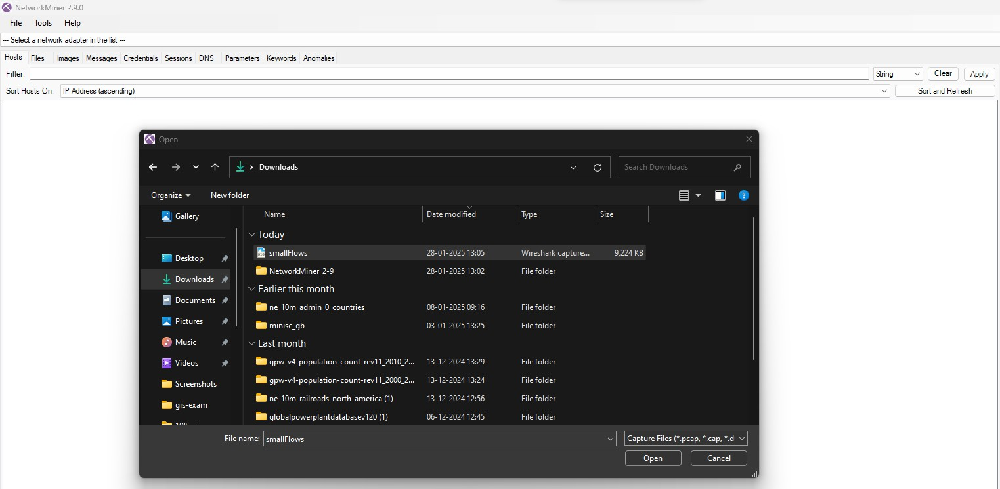 NetworkMiner 2.9.0
File Tools Help
--- Select a network adapter in the list ---
Hosts Files Images Messages Credentials Sessions DNS Parameters Keywords Anomalies
Filter: String Clear Apply
Sort Hosts On: IP Address (ascending) Sort and Refresh
Open
Downloads Search Downloads
Organize New folder
Gallery
Desktop
Downloads
Documents
Pictures
Music
Videos
Screenshots
gis-exam
Name Date modified Type Size
Today
smallFlows 28-01-2025 13:05 Wireshark capture... 9,224 KB
NetworkMiner_2-9 28-01-2025 13:02 File folder
Earlier this month
ne_10m_admin_0_countries 08-01-2025 09:16 File folder
minisc_gb 03-01-2025 13:25 File folder
Last month
gpw-v4-population-count-rev11_2010_2... 13-12-2024 13:29 File folder
gpw-v4-population-count-rev11_2000_2... 13-12-2024 13:24 File folder
ne_10m_railroads_north_america (1) 13-12-2024 12:56 File folder
globalpowerplantdatabasev120 (1) 06-12-2024 12:45 File folder
File name: smallFlows Capture Files (*.pcap, *.cap, *.d
Open Cancel